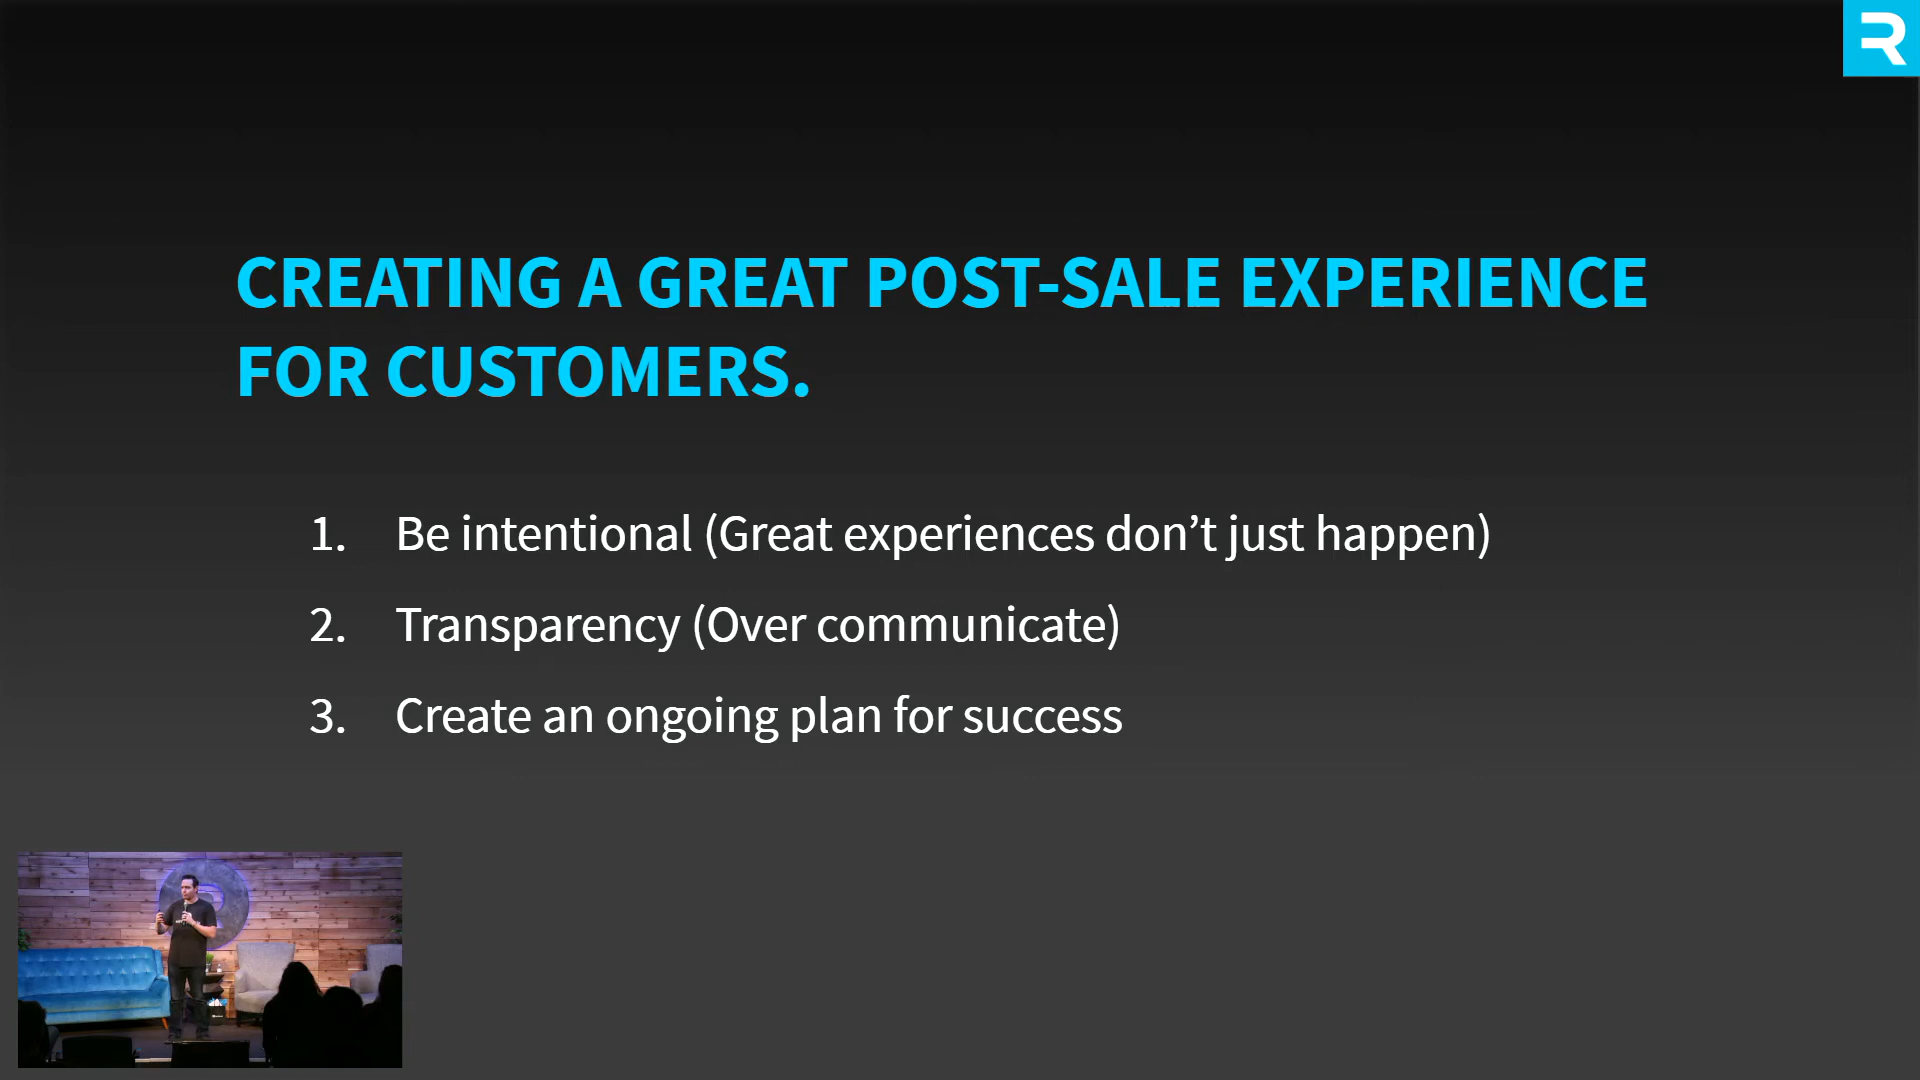 R
CREATING A GREAT POST-SALE EXPERIENCE
FOR CUSTOMERS.
1. Be intentional (Great experiences don’t just happen)
2. Transparency (Over communicate)
3. Create an ongoing plan for success